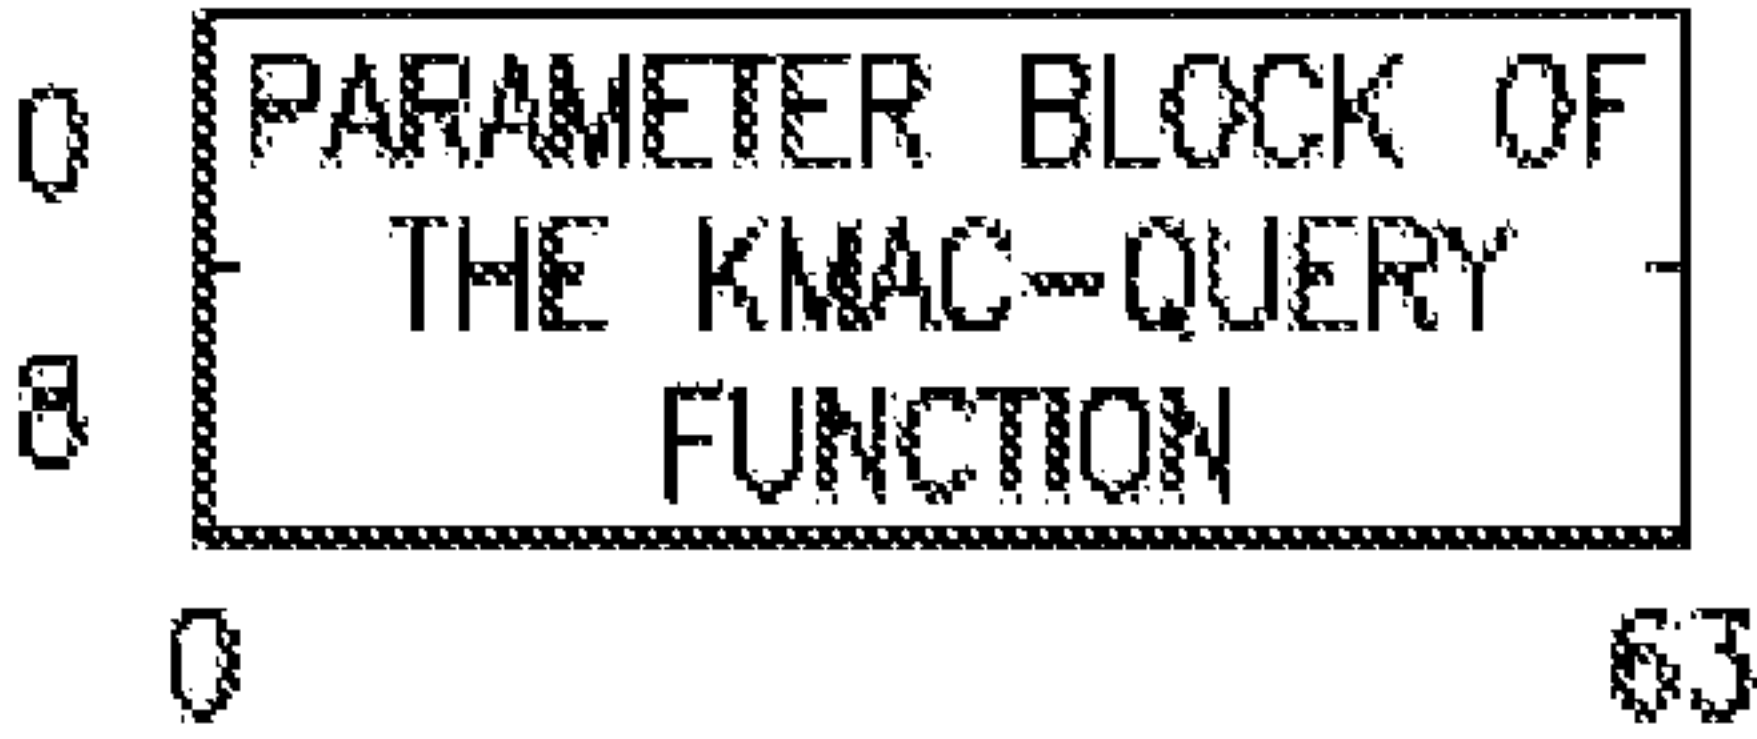 0
PARAMETER BLOCK OF
THE KMAC-QUERY
8
FUNCTION
0 63